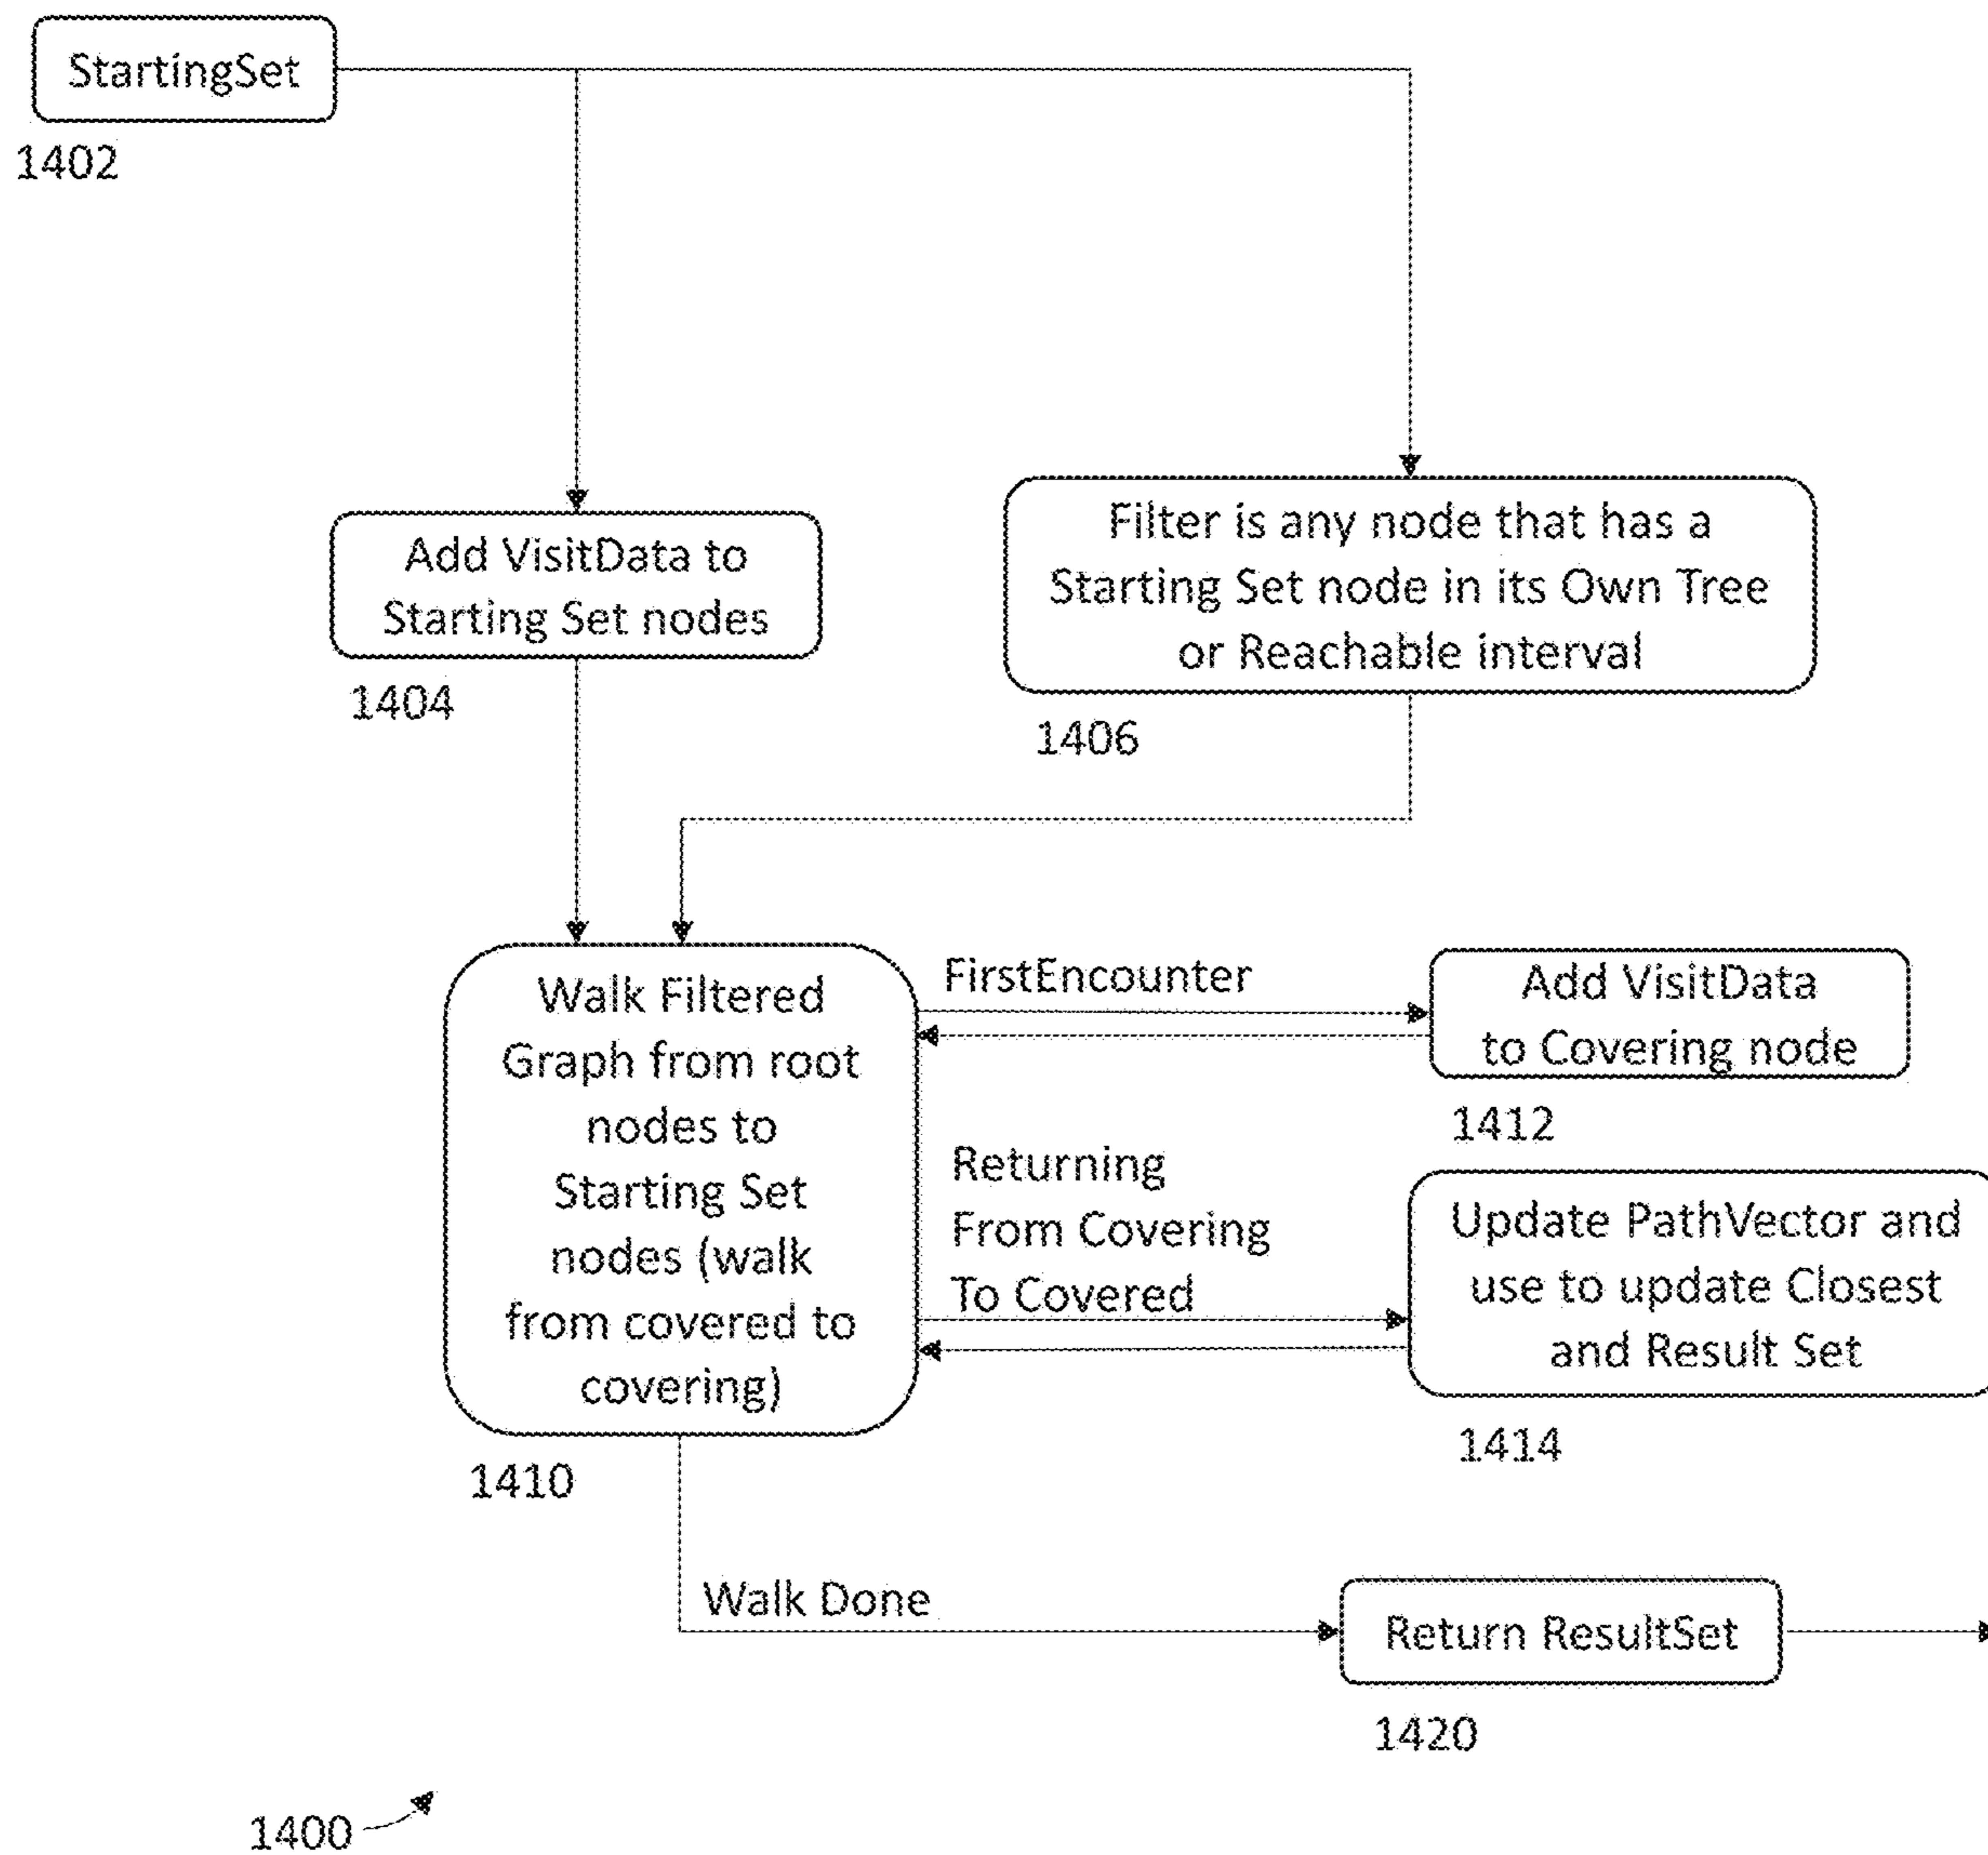 StartingSet
1402
Add VisitData to
Starting Set nodes
1404
Filter is any node that has a
Starting Set node in its Own Tree
or Reachable interval
1406
Walk Filtered
Graph from root
nodes to
Starting Set
nodes (walk
from covered to
covering)
1410
FirstEncounter
Add VisitData
to Covering node
1412
Returning
From Covering
To Covered
Update PathVector and
use to update Closest
and Result Set
1414
Walk Done
Return ResultSet
1420
1400